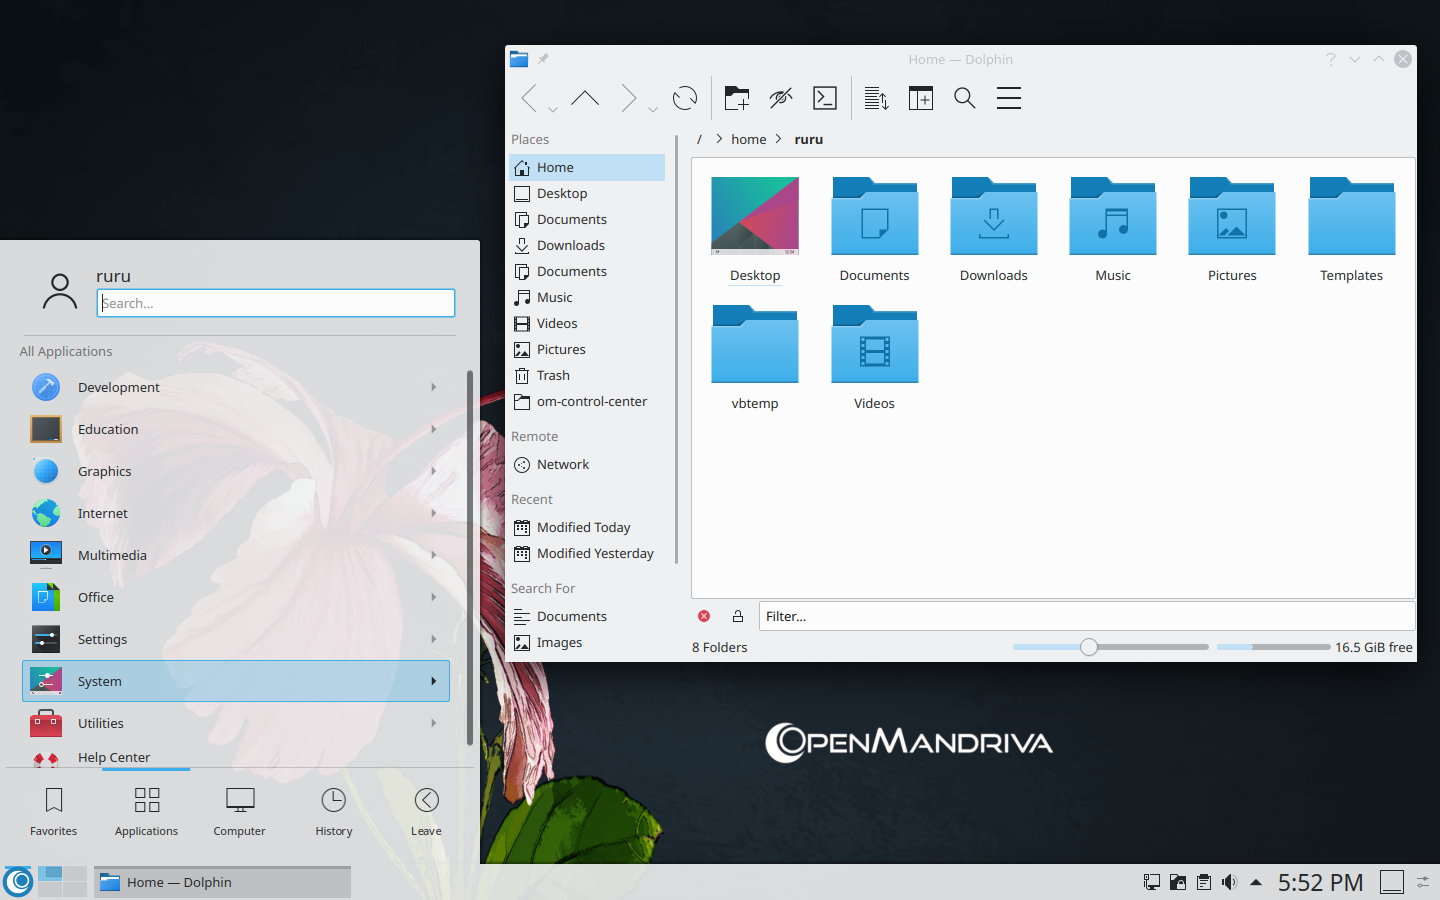 Home — Dolphin
Places
Home
Desktop
Documents
Downloads
Documents
Music
Videos
Pictures
Trash
om-control-center
Remote
Network
Recent
Modified Today
Modified Yesterday
Search For
Documents
Images
/ > home > ruru
Desktop
Documents
Downloads
Music
Pictures
Templates
vbtemp
Videos
Filter...
8 Folders
16.5 GiB free
ruru
Search...
All Applications
Development
Education
Graphics
Internet
Multimedia
Office
Settings
System
Utilities
Help Center
Favorites
Applications
Computer
History
Leave
OpenMandriva
Home — Dolphin
5:52 PM